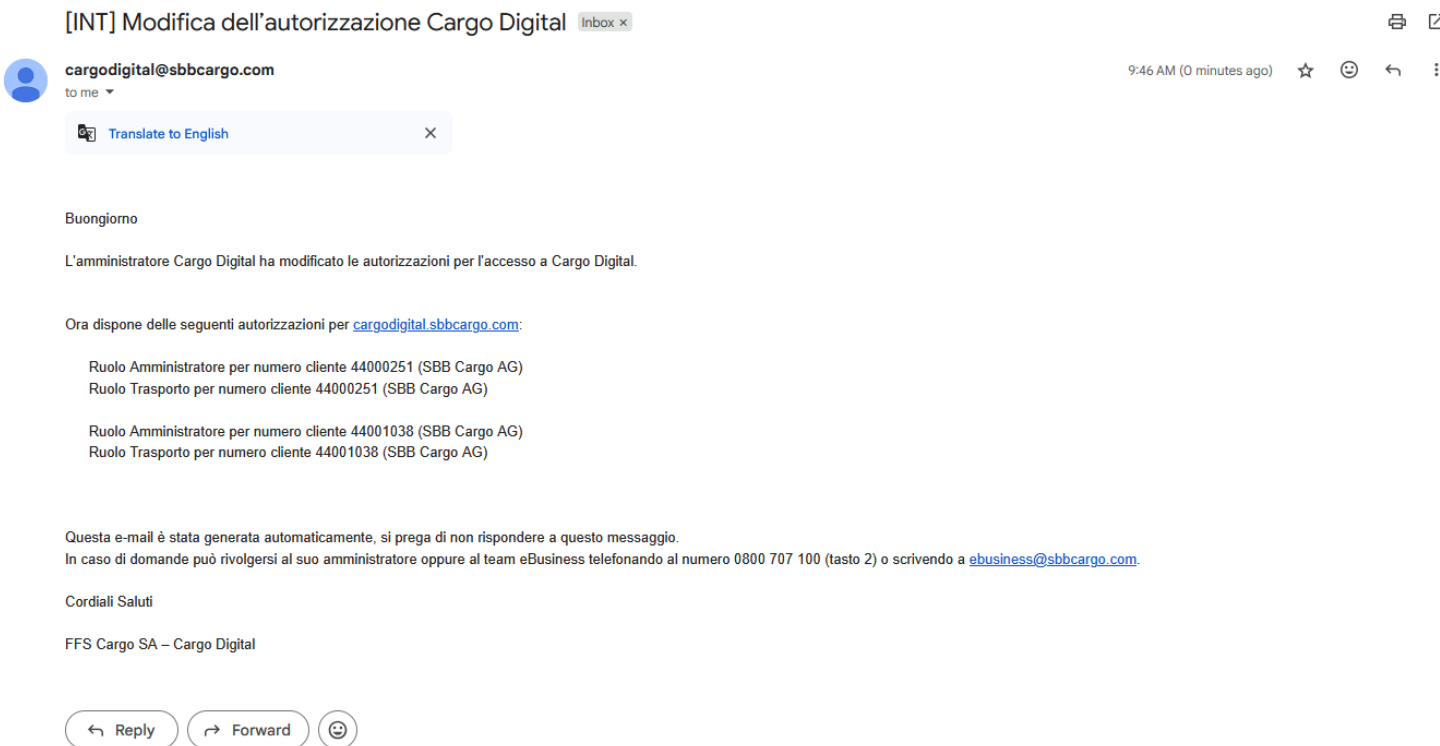 [INT] Modifica dell'autorizzazione Cargo Digital Inbox ×
cargodigital@sbbcargo.com
9:46 AM (0 minutes ago)
to me
Translate to English
Buongiorno
L'amministratore Cargo Digital ha modificato le autorizzazioni per l'accesso a Cargo Digital.
Ora dispone delle seguenti autorizzazioni per cargodigital.sbbcargo.com:
Ruolo Amministratore per numero cliente 44000251 (SBB Cargo AG)
Ruolo Trasporto per numero cliente 44000251 (SBB Cargo AG)
Ruolo Amministratore per numero cliente 44001038 (SBB Cargo AG)
Ruolo Trasporto per numero cliente 44001038 (SBB Cargo AG)
Questa e-mail è stata generata automaticamente, si prega di non rispondere a questo messaggio.
In caso di domande può rivolgersi al suo amministratore oppure al team eBusiness telefonando al numero 0800 707 100 (tasto 2) o scrivendo a ebusiness@sbbcargo.com.
Cordiali Saluti
FFS Cargo SA – Cargo Digital
Reply
Forward